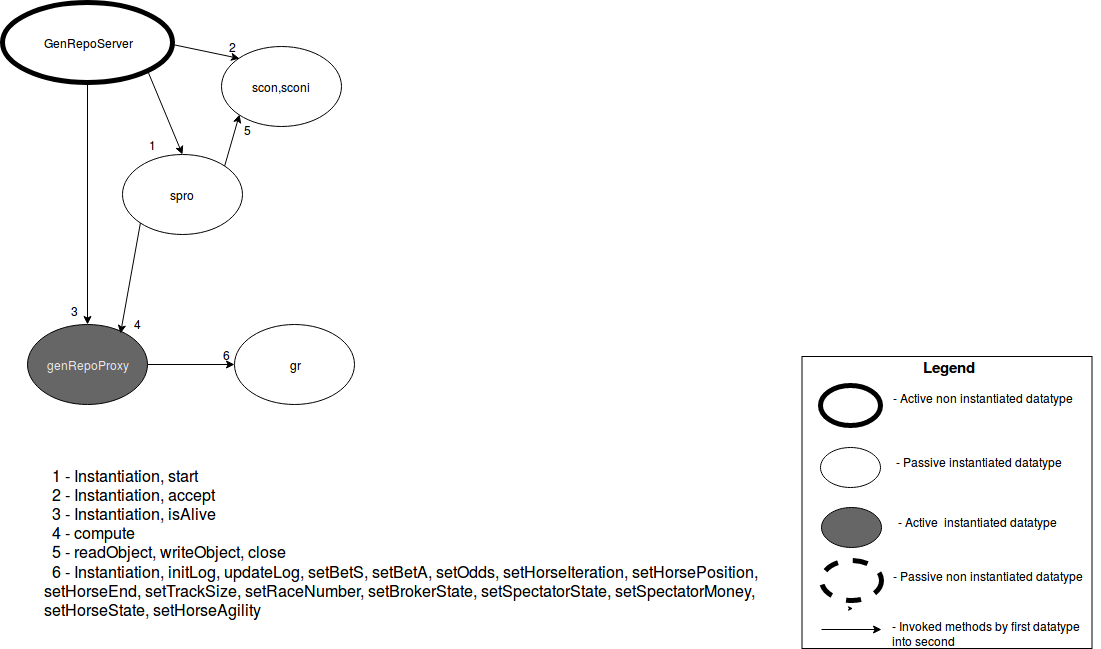 GenRepoServer
2
scon,sconi
5
1
spro
3
4
genRepoProxy
6
gr
1 - Instantiation, start
2 - Instantiation, accept
3 - Instantiation, isAlive
4 - compute
5 - readObject, writeObject, close
6 - Instantiation, initLog, updateLog, setBetS, setBetA, setOdds, setHorseIteration, setHorsePosition,
setHorseEnd, setTrackSize, setRaceNumber, setBrokerState, setSpectatorState, setSpectatorMoney,
setHorseState, setHorseAgility
Legend
- Active non instantiated datatype
- Passive instantiated datatype
- Active instantiated datatype
- Passive non instantiated datatype
- Invoked methods by first datatype
into second